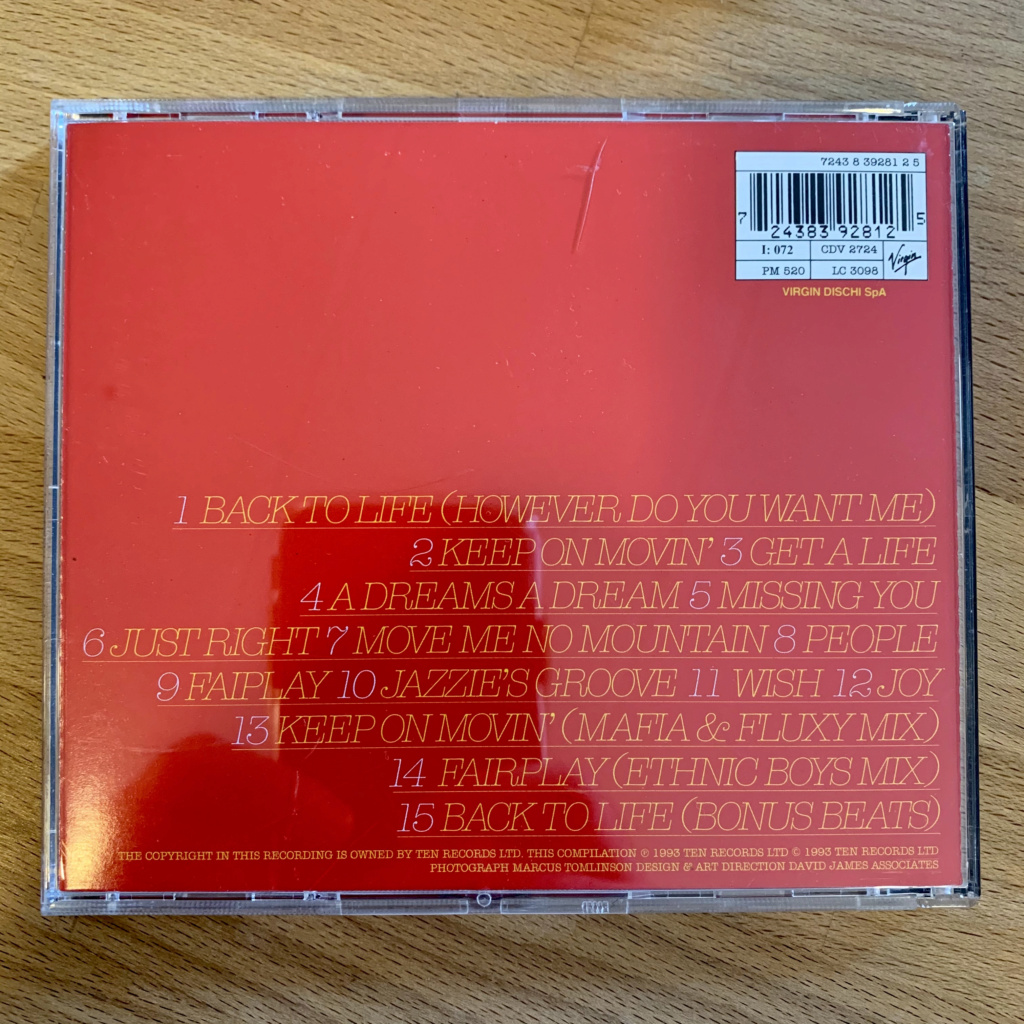 7243 8 39281 2 5
7 24383 92812 5
I: 072 CDV 2724
PM 520 LC 3098 Virgin
VIRGIN DISCHI SpA
1 BACK TO LIFE (HOWEVER DO YOU WANT ME)
2 KEEP ON MOVIN' 3 GET A LIFE
4 A DREAMS A DREAM 5 MISSING YOU
6 JUST RIGHT 7 MOVE ME NO MOUNTAIN 8 PEOPLE
9 FAIPLAY 10 JAZZIE'S GROOVE 11 WISH 12 JOY
13 KEEP ON MOVIN' (MAFIA & FLUXY MIX)
14 FAIRPLAY (ETHNIC BOYS MIX)
15 BACK TO LIFE (BONUS BEATS)
THE COPYRIGHT IN THIS RECORDING IS OWNED BY TEN RECORDS LTD. THIS COMPILATION ℗ 1993 TEN RECORDS LTD © 1993 TEN RECORDS LTD
PHOTOGRAPH MARCUS TOMLINSON DESIGN & ART DIRECTION DAVID JAMES ASSOCIATES